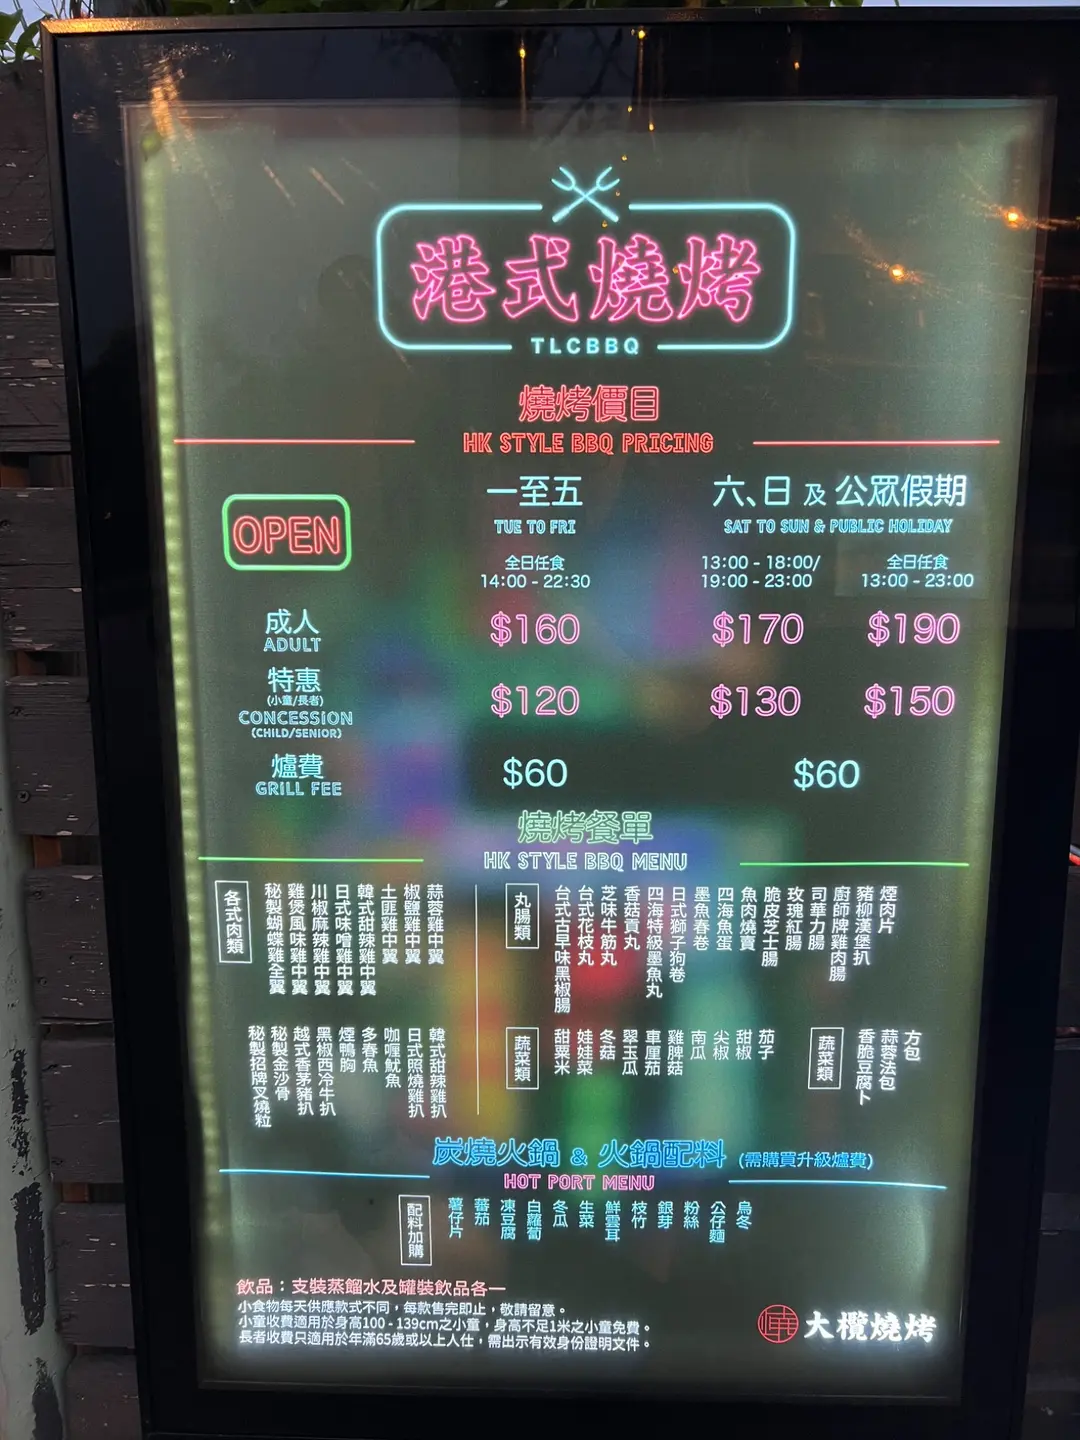 港式燒烤
TLCBBQ
燒烤價目
HK STYLE BBQ PRICING
OPEN
一至五
TUE TO FRI
六、日 及 公眾假期
SAT TO SUN & PUBLIC HOLIDAY
全日任食
14:00 - 22:30
13:00 - 18:00/
19:00 - 23:00
全日任食
13:00 - 23:00
成人
ADULT
$160
$170
$190
特惠
(小童/長者)
CONCESSION
(CHILD/SENIOR)
$120
$130
$150
爐費
GRILL FEE
$60
$60
燒烤餐單
HK STYLE BBQ MENU
各式肉類
秘製蝴蝶雞全翼
雞煲風味雞中翼
川椒麻辣雞中翼
日式味噌雞中翼
韓式甜辣雞中翼
土匪雞中翼
椒鹽雞中翼
蒜蓉雞中翼
秘製招牌叉燒粒
秘製金沙骨
越式香茅豬扒
黑椒西冷牛扒
煙鴨胸
多春魚
咖喱魷魚
日式照燒雞扒
韓式甜辣雞扒
丸腸類
台式古早味黑椒腸
台式花枝丸
芝味牛筋丸
香菇貢丸
四海特級墨魚丸
日式獅子狗卷
墨魚春卷
四海魚蛋
魚肉燒賣
脆皮芝士腸
玫瑰紅腸
司華力腸
廚師牌雞肉腸
豬柳漢堡扒
煙肉片
蔬菜類
甜粟米
娃娃菜
冬菇
翠玉瓜
車厘茄
雞脾菇
南瓜
尖椒
甜椒
茄子
蔬菜類
香脆豆腐卜
蒜蓉法包
方包
炭燒火鍋 & 火鍋配料 (需購買升級爐費)
HOT PORT MENU
配料加購
薯仔片
蕃茄
凍豆腐
白蘿蔔
冬瓜
生菜
鮮雲耳
枝竹
銀芽
粉絲
公仔麵
烏冬
飲品：支裝蒸餾水及罐裝飲品各一
小食物每天供應款式不同，每款售完即止，敬請留意。
小童收費適用於身高100 - 139cm之小童，身高不足1米之小童免費。
長者收費只適用於年滿65歲或以上人仕，需出示有效身份證明文件。
大欖燒烤